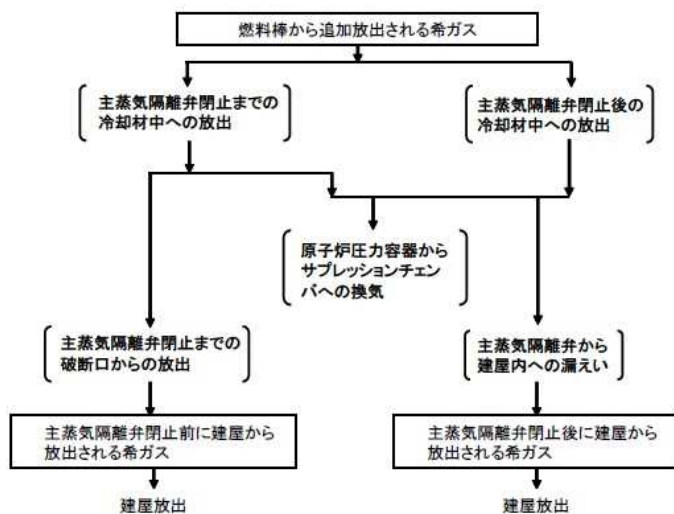 燃料棒から追加放出される希ガス
主蒸気隔離弁閉止までの
冷却材中への放出
主蒸気隔離弁閉止後の
冷却材中への放出
原子炉圧力容器から
サプレッションチェン
バへの換気
主蒸気隔離弁閉止までの
破断口からの放出
主蒸気隔離弁から
建屋内への漏えい
主蒸気隔離弁閉止前に建屋から
放出される希ガス
主蒸気隔離弁閉止後に建屋から
放出される希ガス
建屋放出
建屋放出